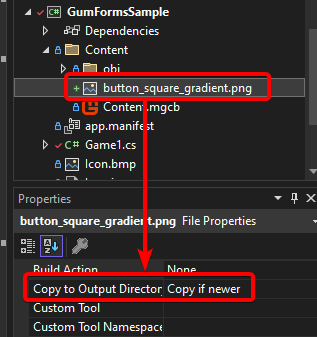 GumFormsSample
Dependencies
Content
obj
button_square_gradient.png
Content.mgcb
app.manifest
Game1.cs
Icon.bmp
Properties
button_square_gradient.png File Properties
Build Action None
Copy to Output Director Copy if newer
Custom Tool
Custom Tool Namespace